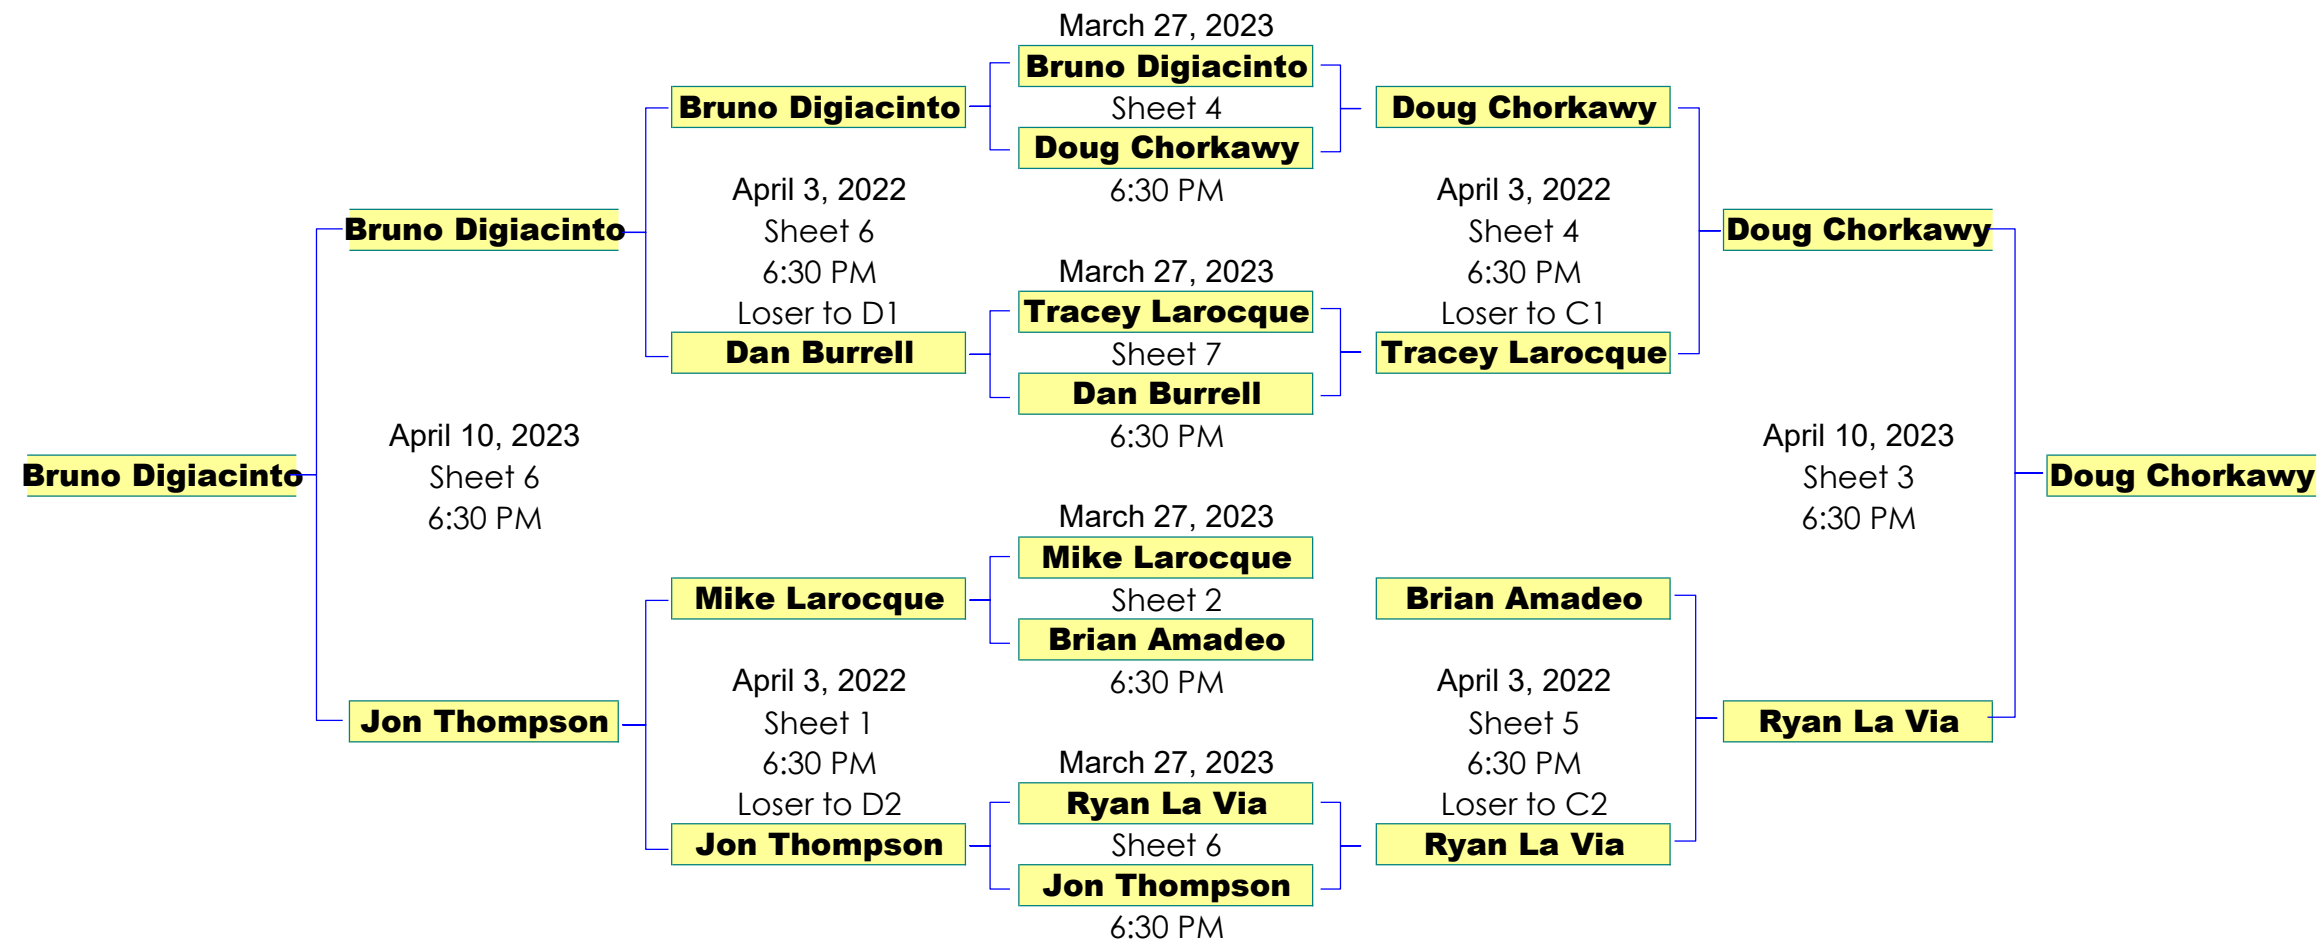 March 27, 2023
Bruno Digiacinto
Bruno Digiacinto
Sheet 4
Doug Chorkawy
Doug Chorkawy
April 3, 2022
6:30 PM
April 3, 2022
Bruno Digiacinto
Sheet 6
Sheet 4
Doug Chorkawy
6:30 PM
March 27, 2023
6:30 PM
Loser to D1
Tracey Larocque
Loser to C1
Dan Burrell
Sheet 7
Tracey Larocque
Dan Burrell
April 10, 2023
6:30 PM
April 10, 2023
Bruno Digiacinto
Sheet 6
Sheet 3
Doug Chorkawy
6:30 PM
March 27, 2023
6:30 PM
Mike Larocque
Mike Larocque
Sheet 2
Brian Amadeo
Brian Amadeo
April 3, 2022
6:30 PM
April 3, 2022
Jon Thompson
Sheet 1
Sheet 5
Ryan La Via
6:30 PM
March 27, 2023
6:30 PM
Loser to D2
Ryan La Via
Loser to C2
Jon Thompson
Sheet 6
Ryan La Via
Jon Thompson
6:30 PM